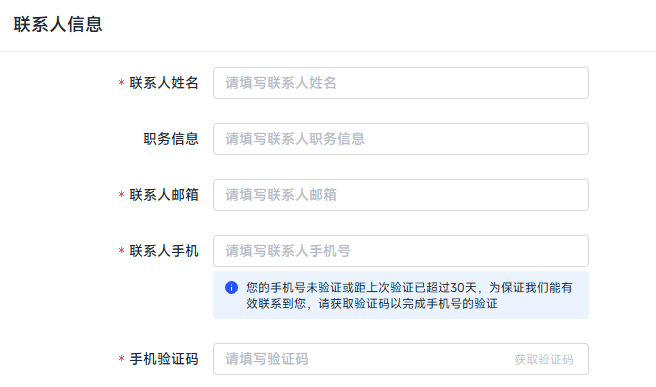 联系人信息
* 联系人姓名 请填写联系人姓名
职务信息 请填写联系人职务信息
* 联系人邮箱 请填写联系人邮箱
* 联系人手机 请填写联系人手机号
您的手机号未验证或距上次验证已超过30天，为保证我们能有
效联系到您，请获取验证码以完成手机号的验证
* 手机验证码 请填写验证码 获取验证码